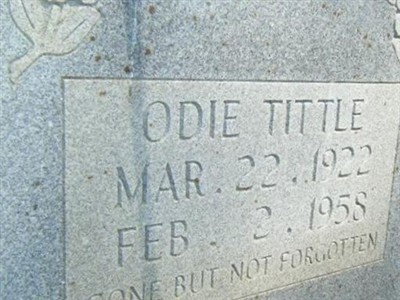 ODIE TITTLE
MAR. 22. 1922
FEB. 2. 1958
GONE BUT NOT FORGOTTEN